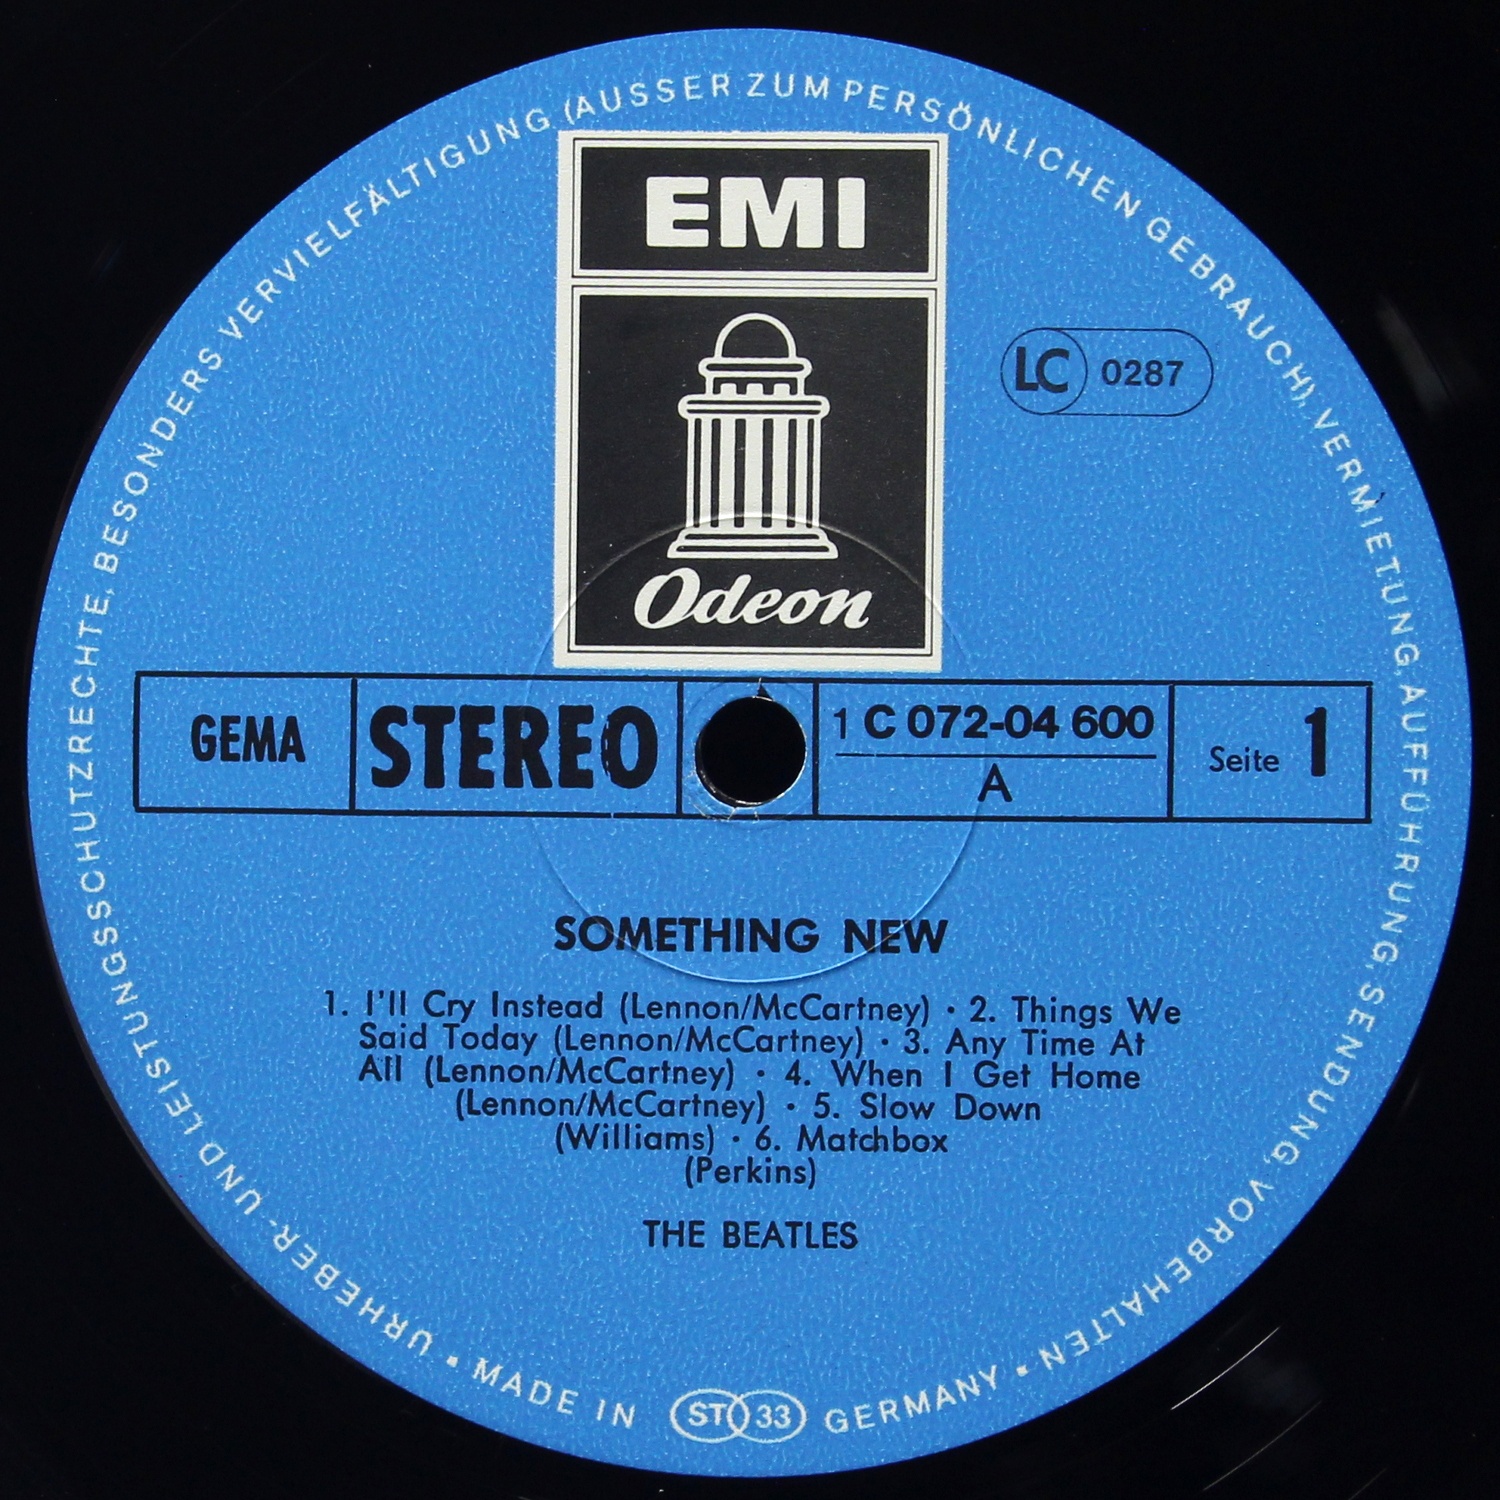 URHEBER- UND LEISTUNGSSCHUTZRECHTE, BESONDERS VERVIELFÄLTIGUNG (AUSSER ZUM PERSÖNLICHEN GEBRAUCH), VERMIETUNG, AUFFÜHRUNG, SENDUNG, VORBEHALTEN •
EMI
LC 0287
Odeon
GEMA STEREO 1 C 072-04 600 Seite 1
A
SOMETHING NEW
1. I'll Cry Instead (Lennon/McCartney) · 2. Things We
Said Today (Lennon/McCartney) · 3. Any Time At
All (Lennon/McCartney) · 4. When I Get Home
(Lennon/McCartney) · 5. Slow Down
(Williams) · 6. Matchbox
(Perkins)
THE BEATLES
• MADE IN ST 33 GERMANY